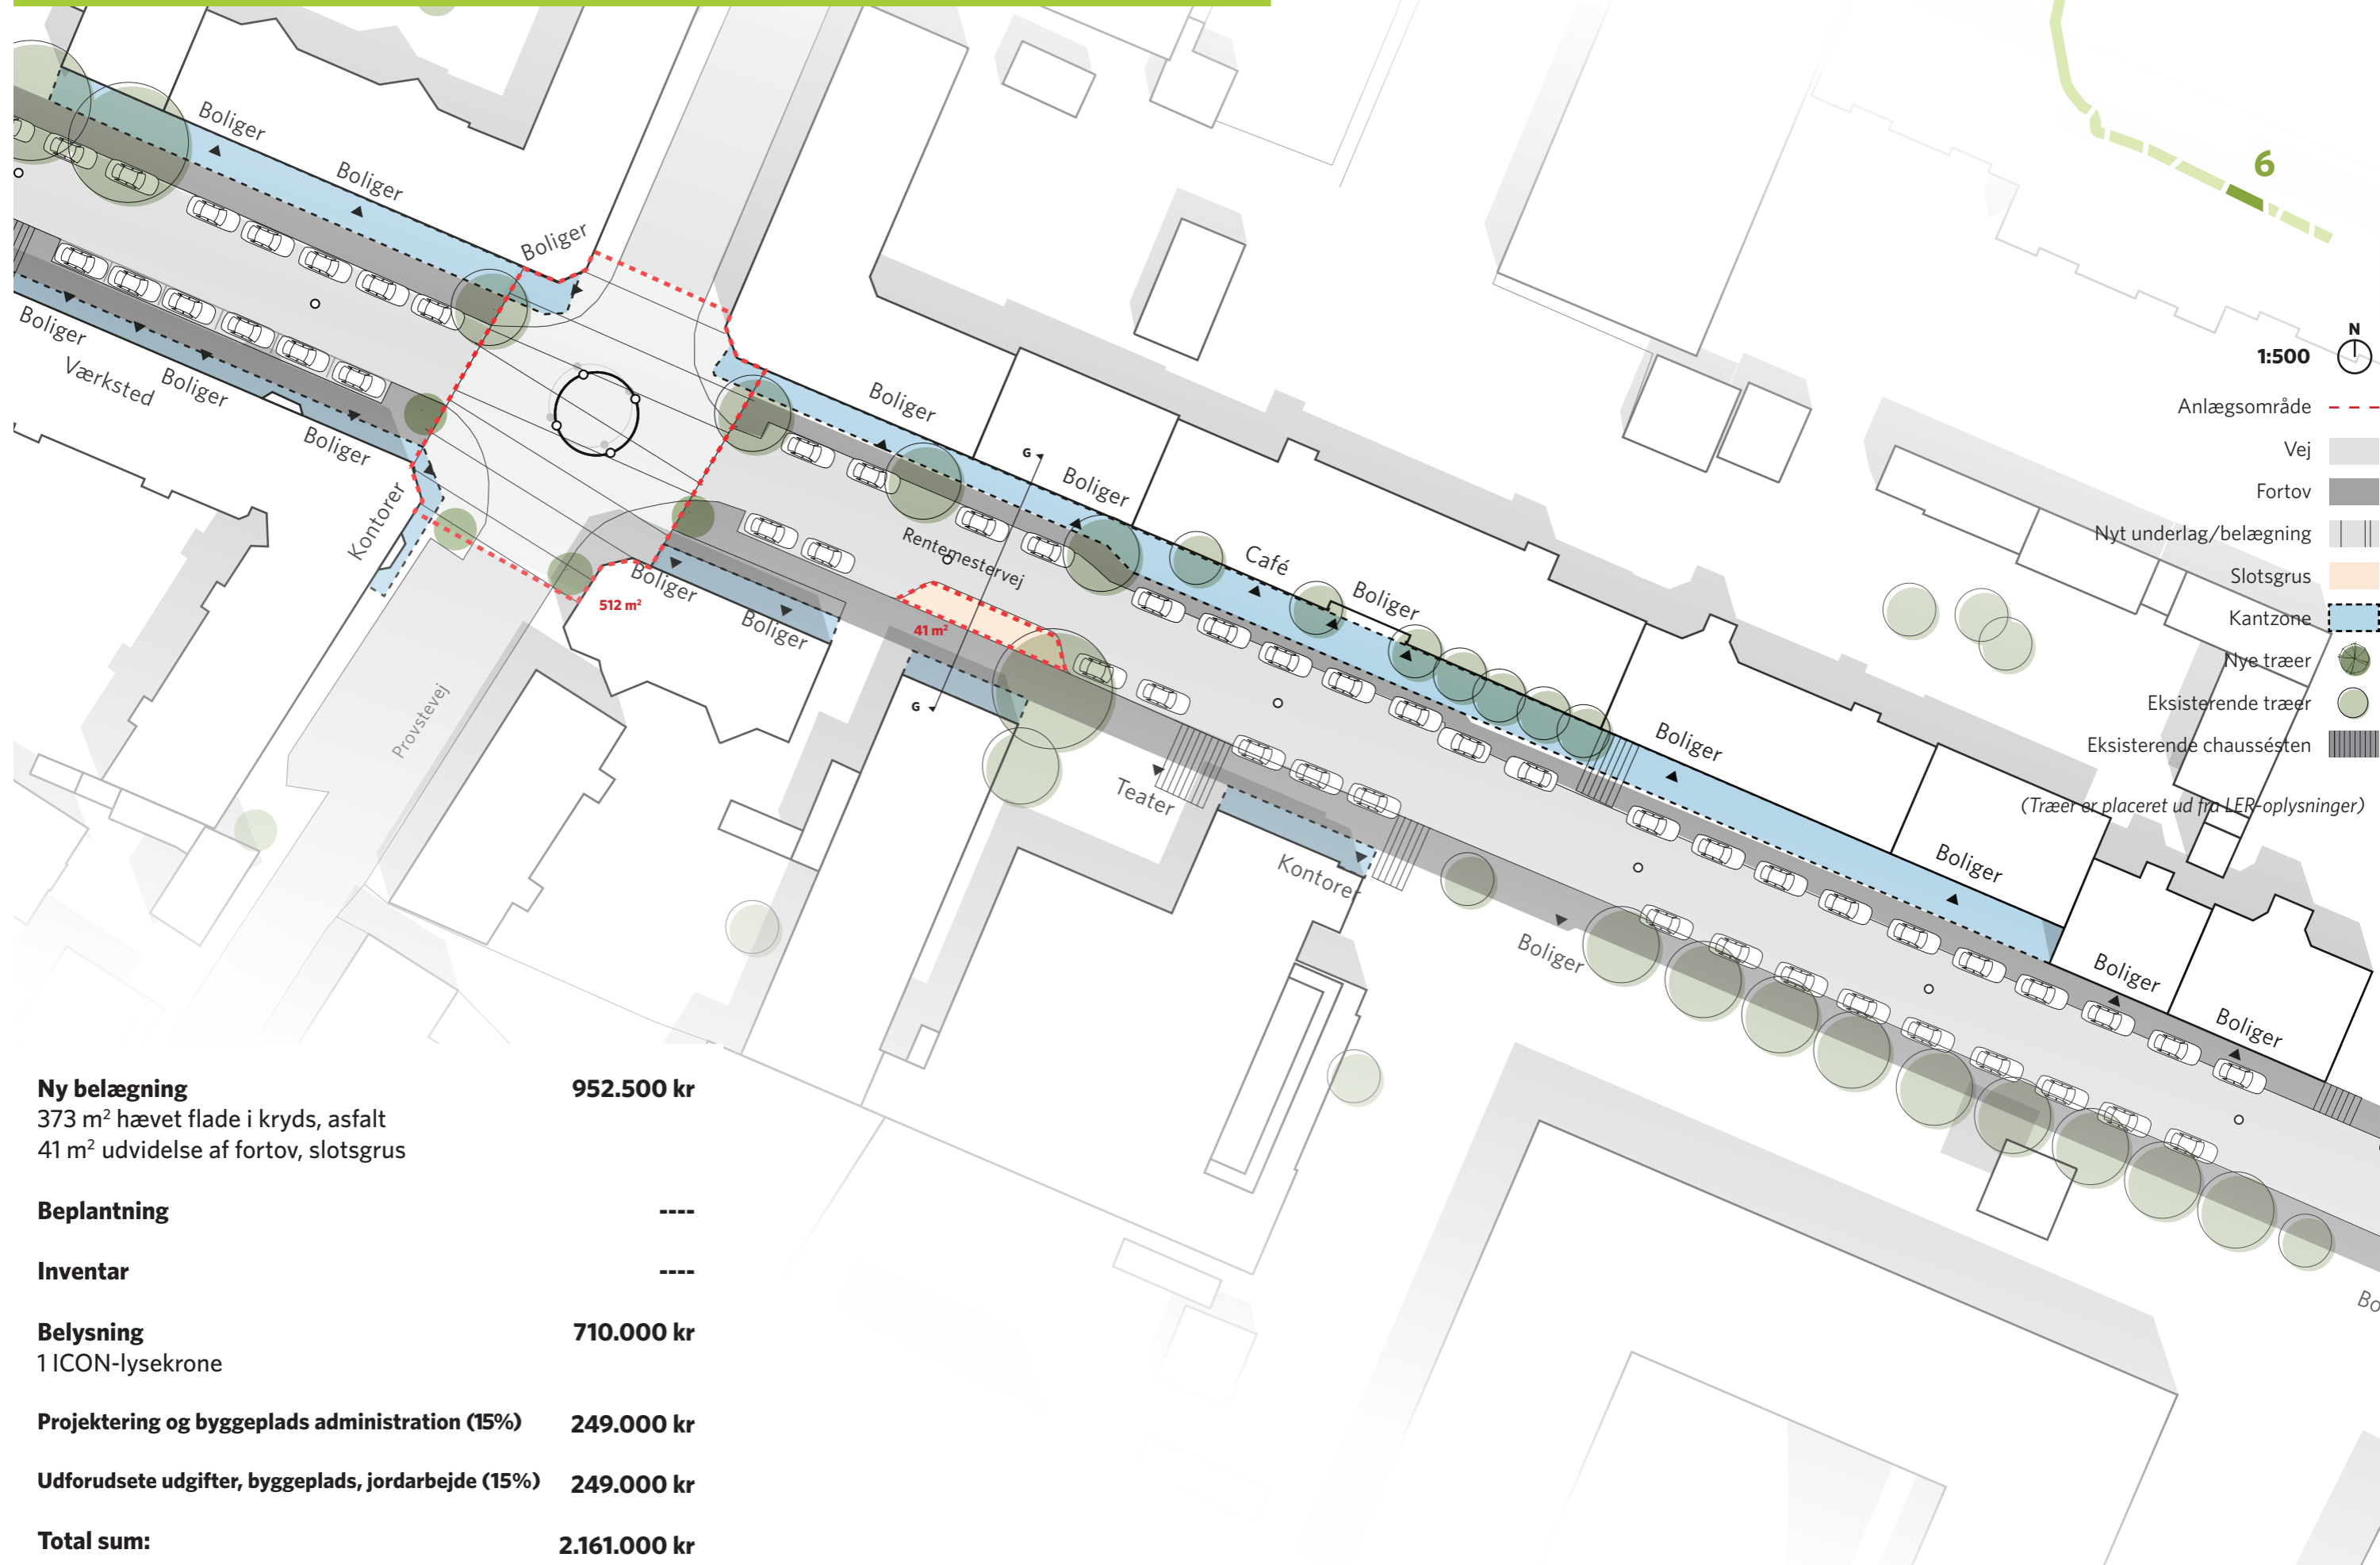 6
N
1:500
Anlægsområde
Vej
Fortov
Nyt underlag/belægning
Slotsgrus
Kantzone
Nye træer
Eksisterende træer
Eksisterende chaussésten
(Træer er placeret ud fra LER-oplysninger)
Boliger
Boliger
Boliger
Boliger
Værksted
Boliger
Boliger
Kontorer
Boliger
512 m²
Boliger
Provstevej
Boliger
G
Boliger
Rentemestervej
41 m²
G
Café
Boliger
Teater
Kontorer
Boliger
Boliger
Boliger
Boliger
Boliger
Bo
Ny belægning 952.500 kr
373 m² hævet flade i kryds, asfalt
41 m² udvidelse af fortov, slotsgrus
Beplantning ----
Inventar ----
Belysning 710.000 kr
1 ICON-lysekrone
Projektering og byggeplads administration (15%) 249.000 kr
Udforudsete udgifter, byggeplads, jordarbejde (15%) 249.000 kr
Total sum: 2.161.000 kr